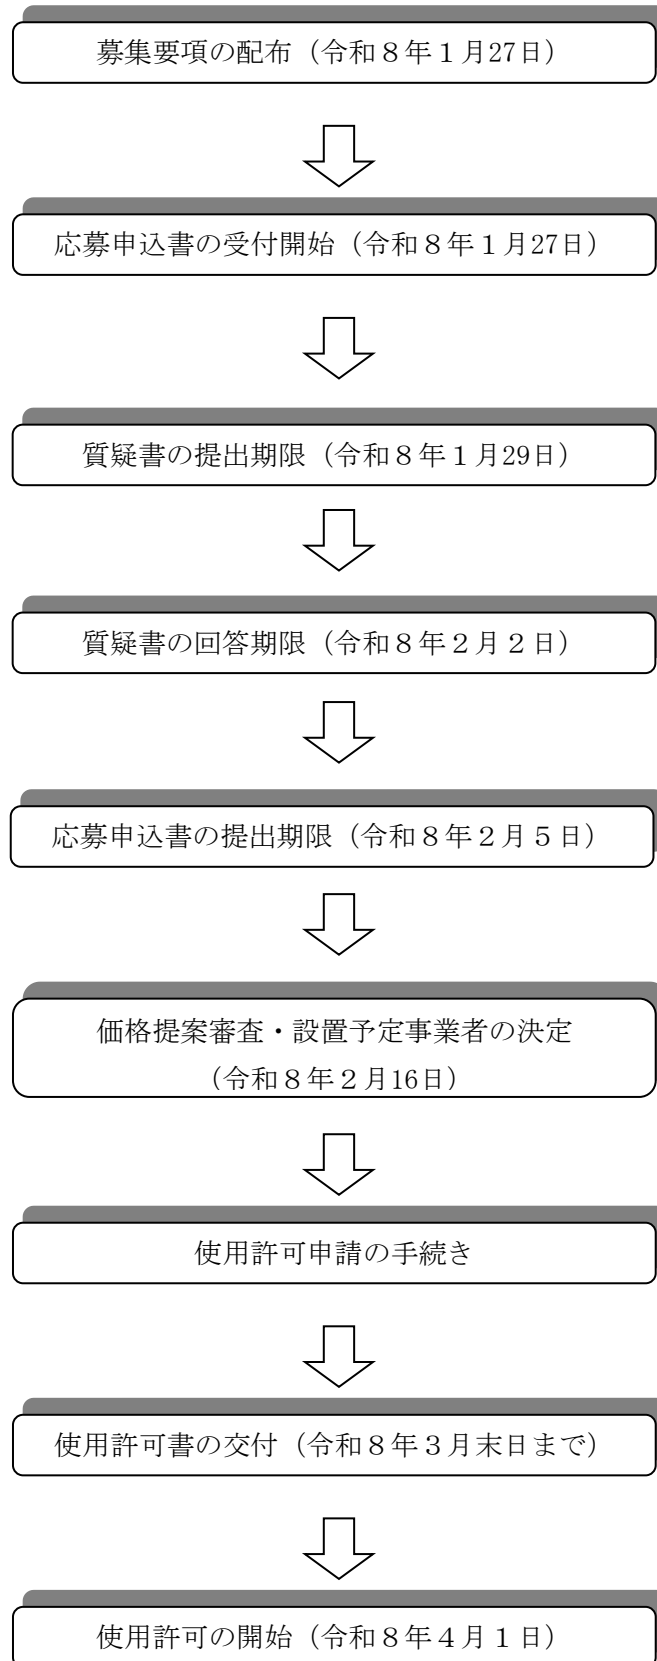 募集要項の配布（令和８年１月27日）
応募申込書の受付開始（令和８年１月27日）
質疑書の提出期限（令和８年１月29日）
質疑書の回答期限（令和８年２月２日）
応募申込書の提出期限（令和８年２月５日）
価格提案審査・設置予定事業者の決定
（令和８年２月16日）
使用許可申請の手続き
使用許可書の交付（令和８年３月末日まで）
使用許可の開始（令和８年４月１日）